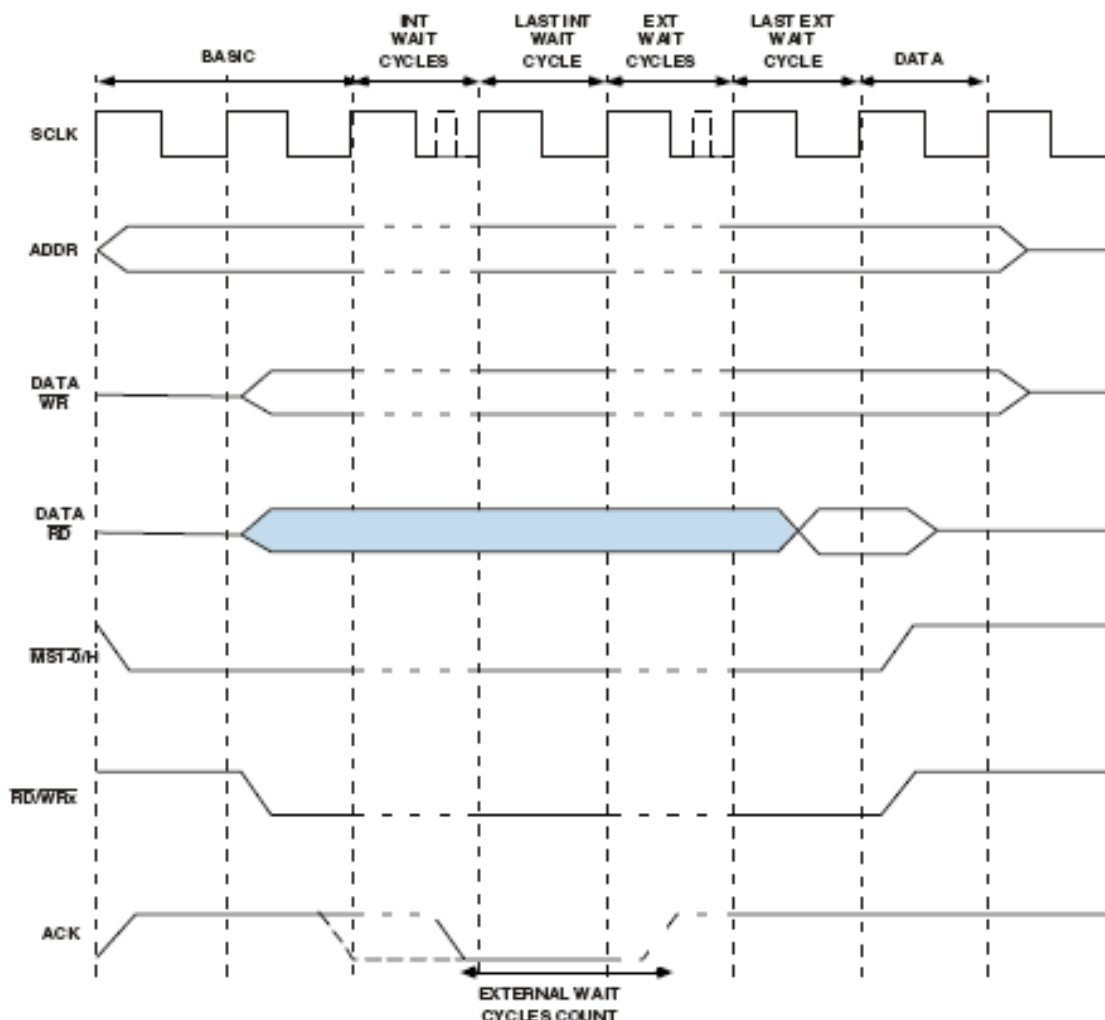 INT
WAIT
CYCLES
LAST INT
WAIT
CYCLE
EXT
WAIT
CYCLES
LAST EXT
WAIT
CYCLE
BASIC
DATA
SCLK
ADDR
DATA
WR
DATA
RD
MS1-0/H
RD/WRx
ACK
EXTERNAL WAIT
CYCLES COUNT